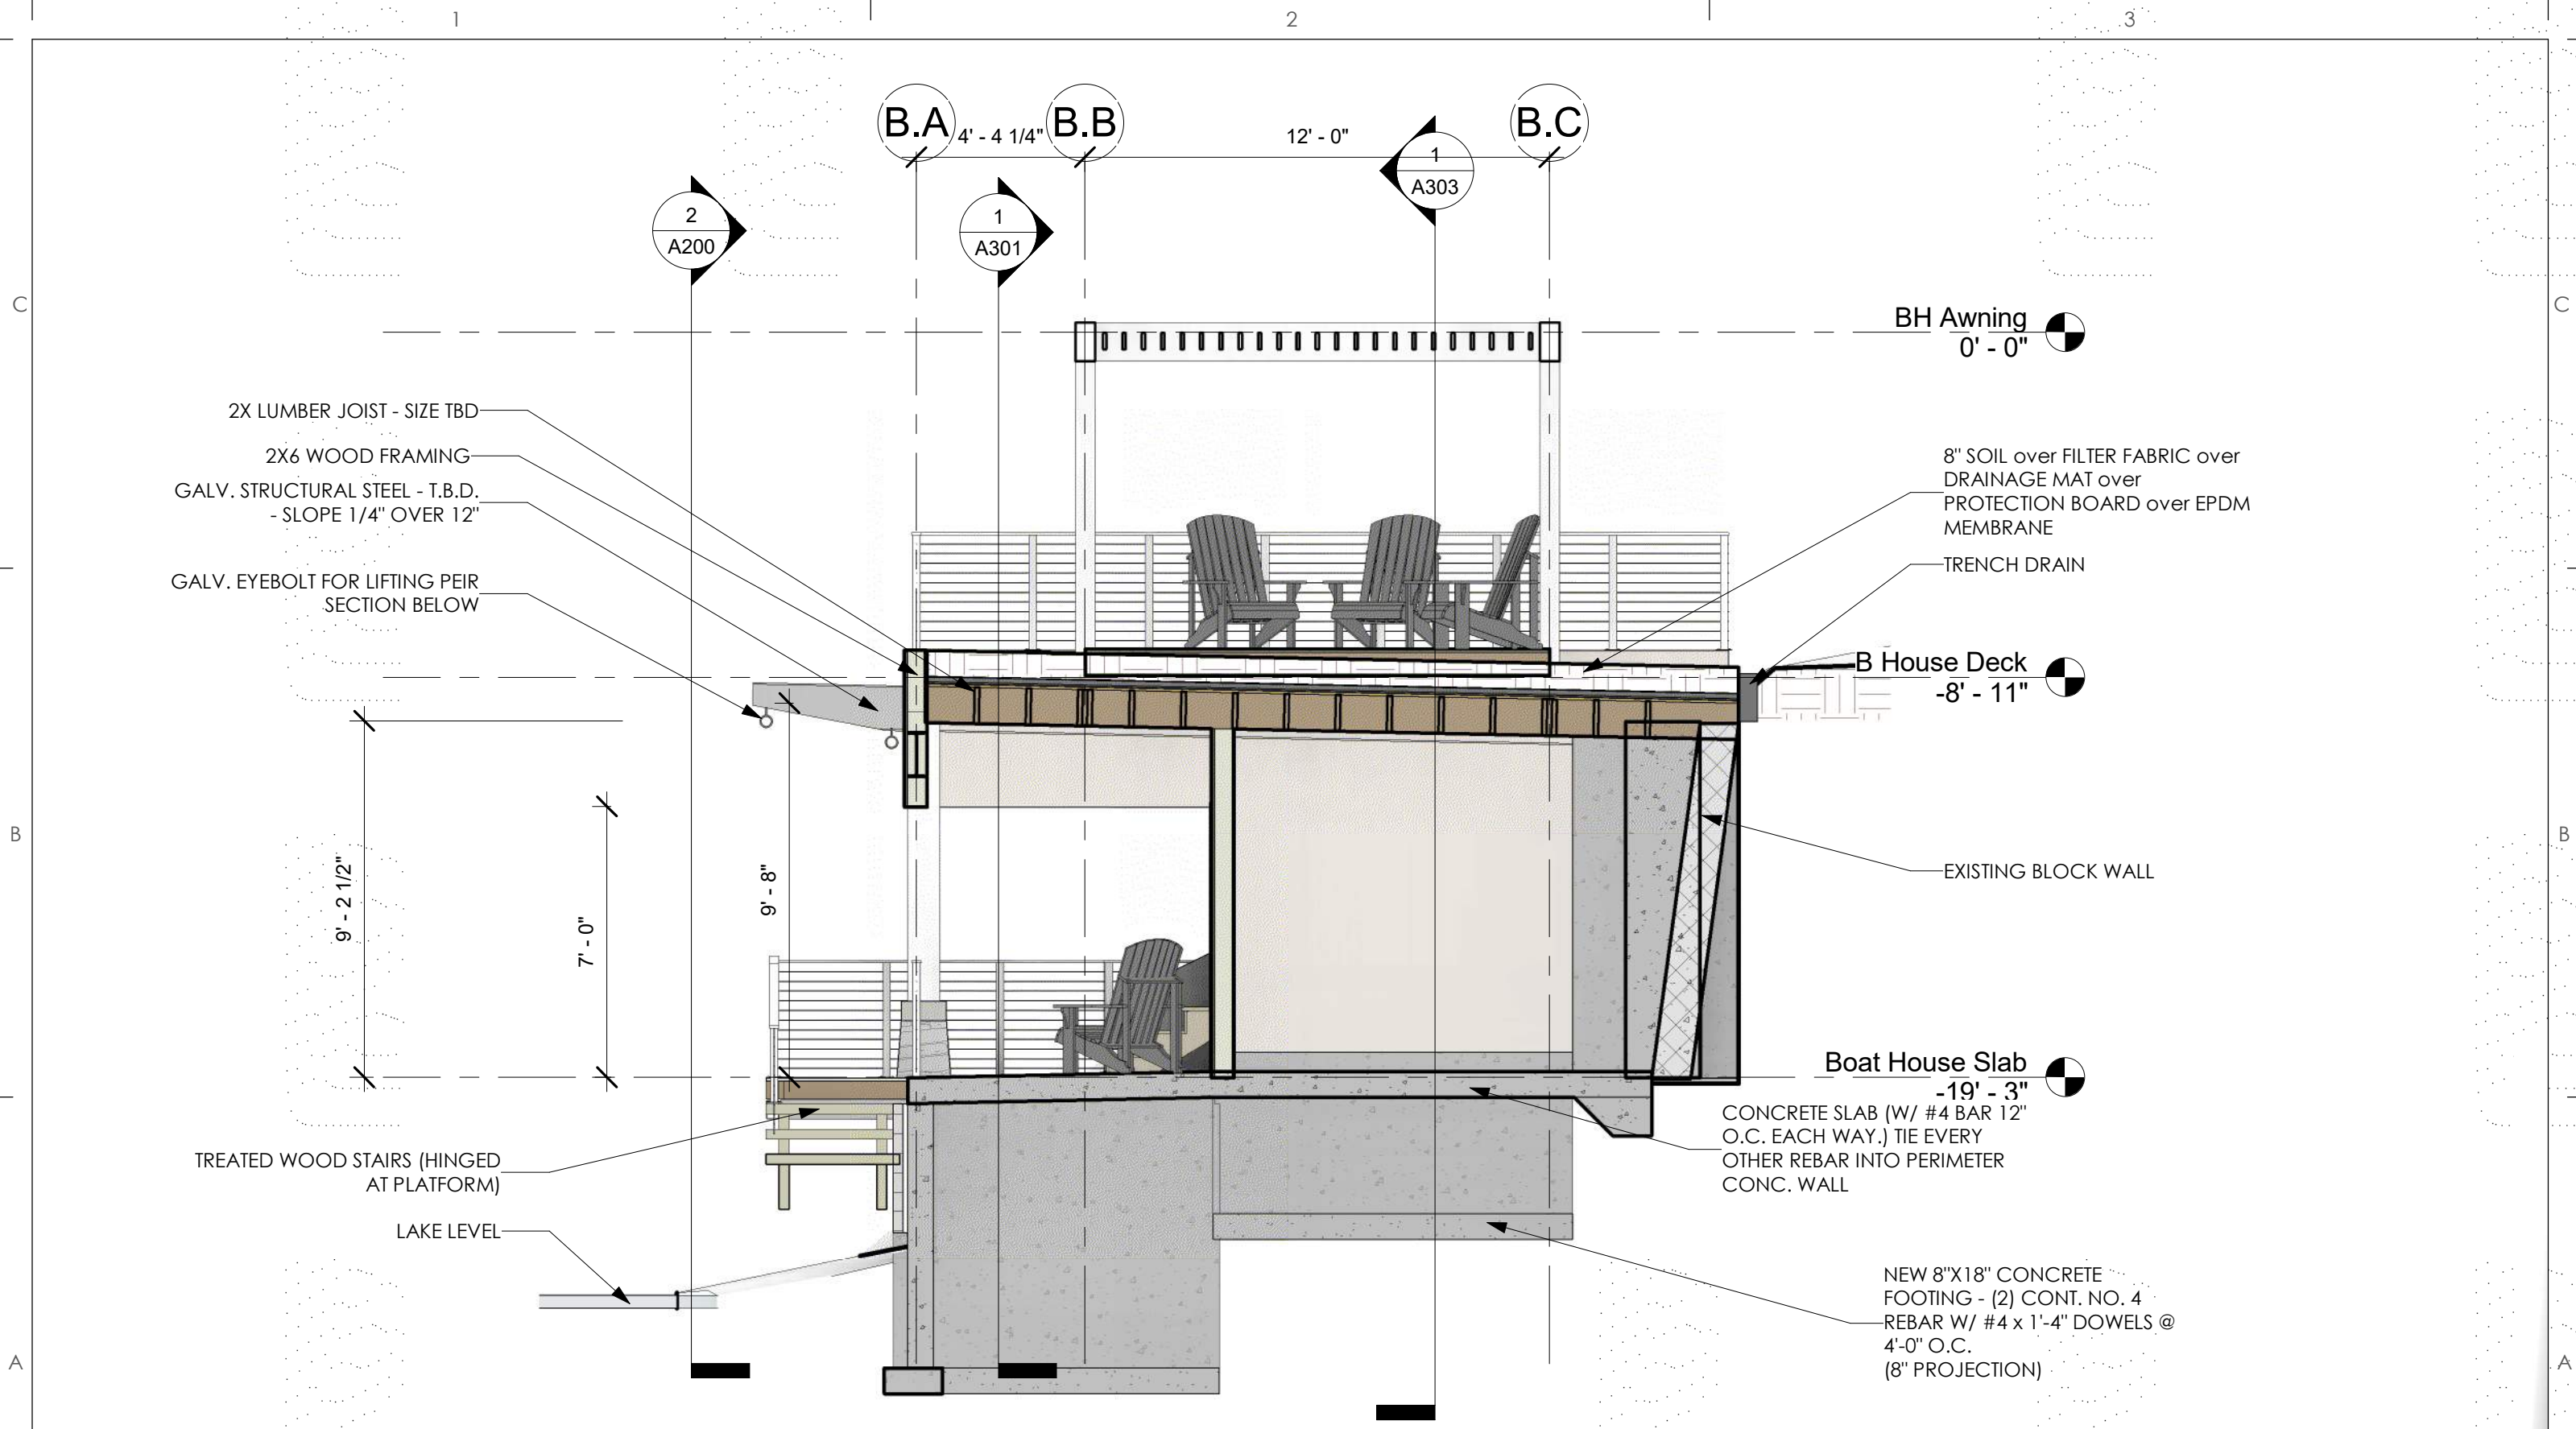 1
2
3
B.A
4' - 4 1/4"
B.B
12' - 0"
B.C
1
A303
2
A200
1
A301
C
C
BH Awning
0' - 0"
2X LUMBER JOIST - SIZE TBD
2X6 WOOD FRAMING
GALV. STRUCTURAL STEEL - T.B.D.
- SLOPE 1/4" OVER 12"
GALV. EYEBOLT FOR LIFTING PEIR
SECTION BELOW
8" SOIL over FILTER FABRIC over
DRAINAGE MAT over
PROTECTION BOARD over EPDM
MEMBRANE
TRENCH DRAIN
B House Deck
-8' - 11"
B
B
9' - 2 1/2"
7' - 0"
9' - 8"
EXISTING BLOCK WALL
Boat House Slab
-19' - 3"
CONCRETE SLAB (W/ #4 BAR 12"
O.C. EACH WAY.) TIE EVERY
OTHER REBAR INTO PERIMETER
CONC. WALL
TREATED WOOD STAIRS (HINGED
AT PLATFORM)
LAKE LEVEL
NEW 8"X18" CONCRETE
FOOTING - (2) CONT. NO. 4
REBAR W/ #4 x 1'-4" DOWELS @
4'-0" O.C.
(8" PROJECTION)
A
A